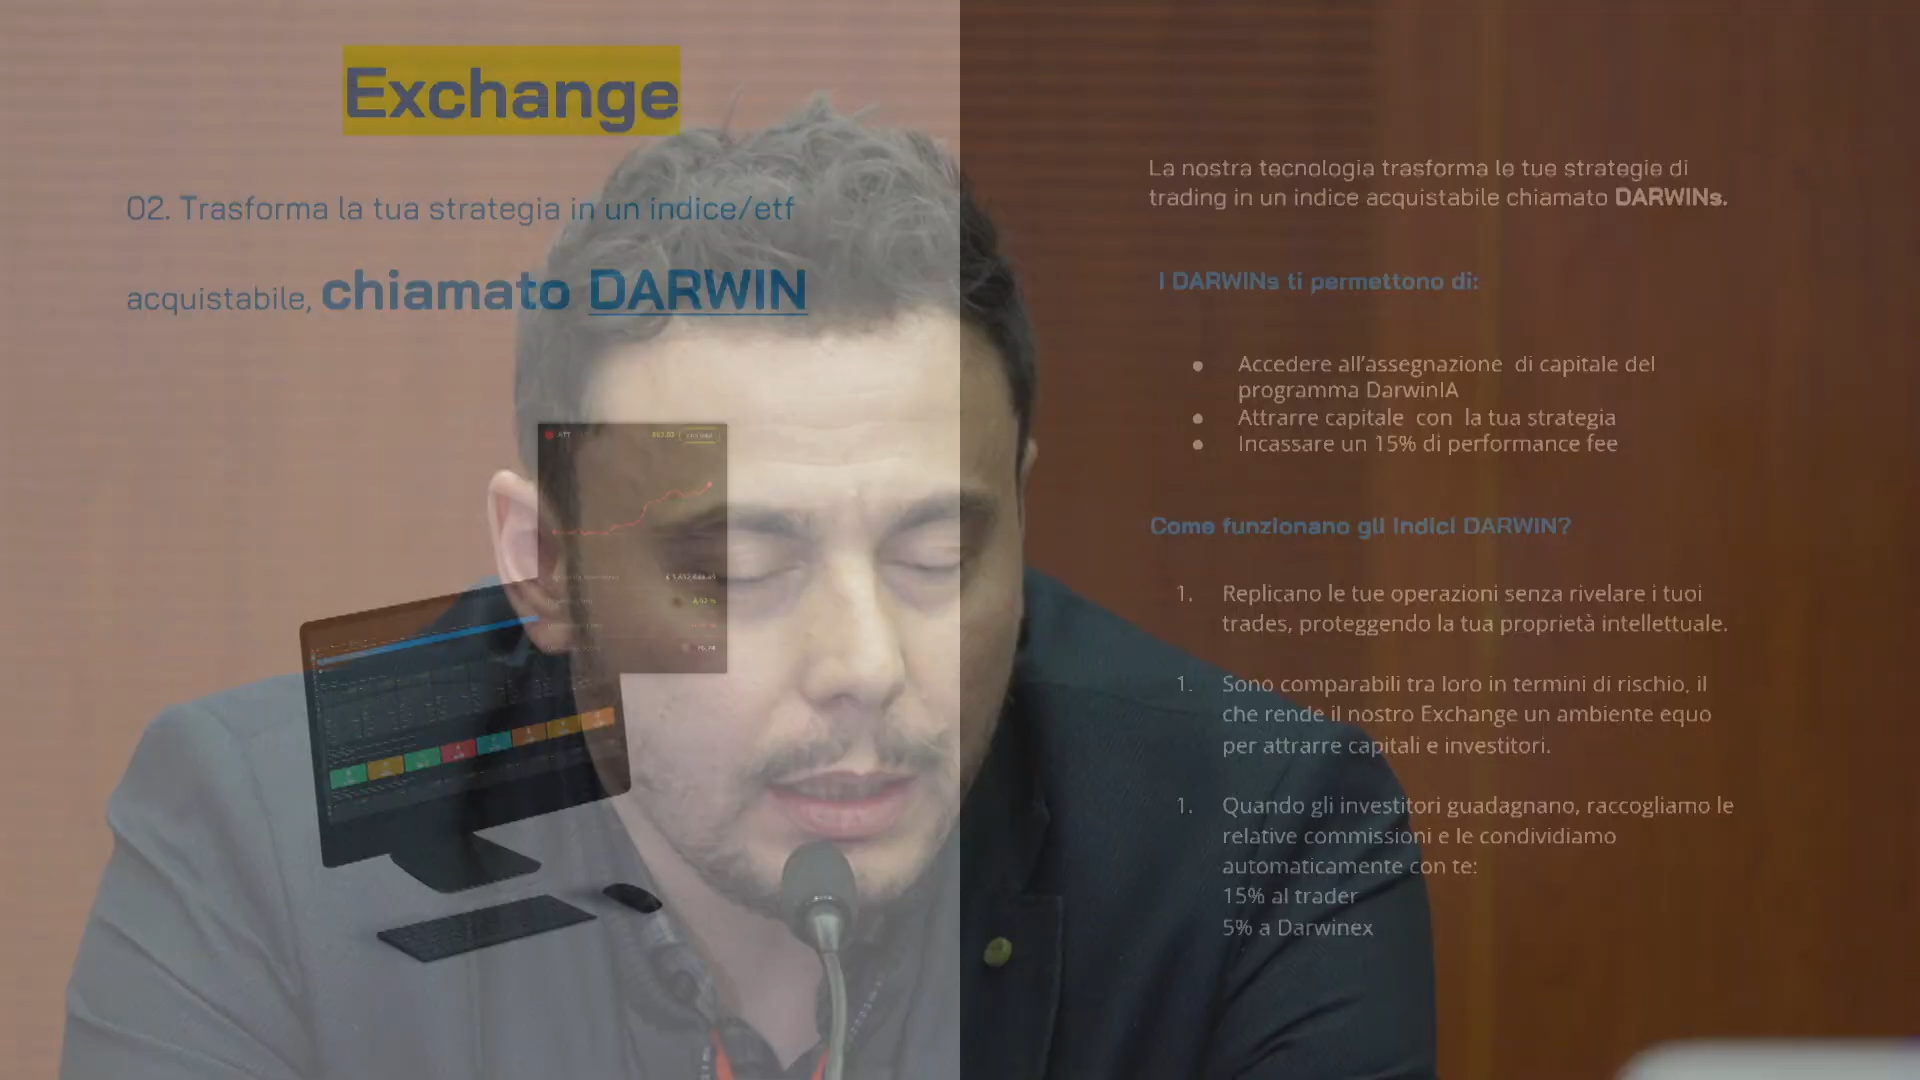 Exchange
02. Trasforma la tua strategia in un indice/etf
acquistabile, chiamato DARWIN
ATT
La nostra tecnologia trasforma le tue strategie di
trading in un indice acquistabile chiamato DARWINs.
I DARWINs ti permettono di:
● Accedere all'assegnazione di capitale del
programma DarwinIA
● Attrarre capitale con la tua strategia
● Incassare un 15% di performance fee
Come funzionano gli Indici DARWIN?
1. Replicano le tue operazioni senza rivelare i tuoi
trades, proteggendo la tua proprietà intellettuale.
1. Sono comparabili tra loro in termini di rischio, il
che rende il nostro Exchange un ambiente equo
per attrarre capitali e investitori.
1. Quando gli investitori guadagnano, raccogliamo le
relative commissioni e le condividiamo
automaticamente con te:
15% al trader
5% a Darwinex